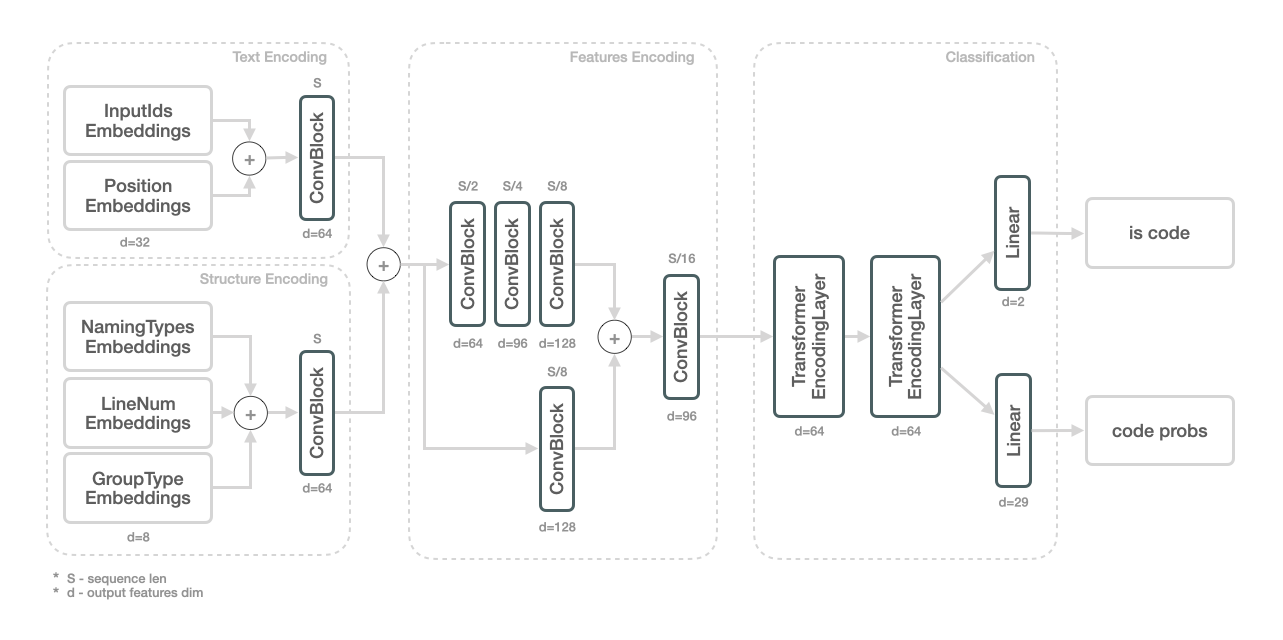 Text Encoding
S
InputIds
Embeddings
+
ConvBlock
Position
Embeddings
d=32
d=64
Structure Encoding
NamingTypes
Embeddings
S
LineNum
Embeddings
+
ConvBlock
GroupType
Embeddings
d=8
d=64
+
Features Encoding
S/2
S/4
S/8
ConvBlock
ConvBlock
ConvBlock
d=64
d=96
d=128
S/8
ConvBlock
d=128
+
S/16
ConvBlock
d=96
Classification
Transformer
EncodingLayer
d=64
Transformer
EncodingLayer
d=64
Linear
d=2
is code
Linear
d=29
code probs
* S - sequence len
* d - output features dim